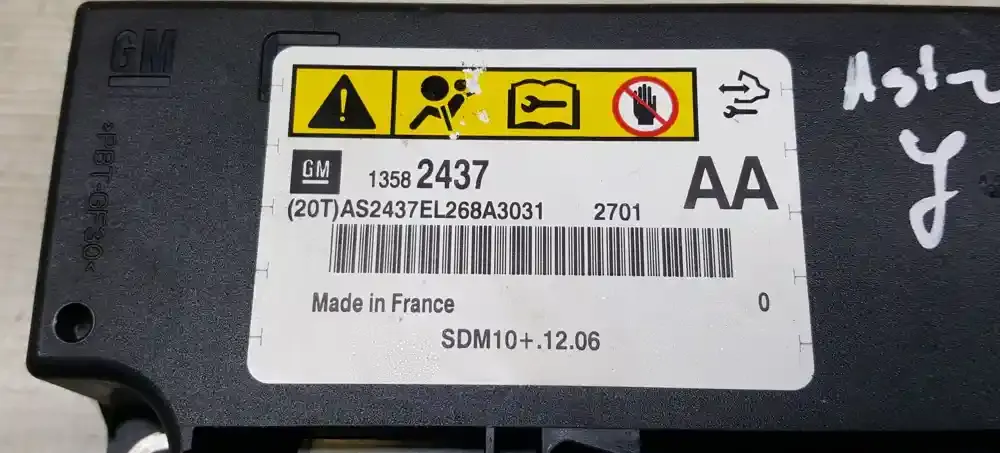 GM
>PBT-GF30<
GM 1358 2437 AA
(20T)AS2437EL268A3031 2701
Made in France 0
SDM10+.12.06
Astra
J